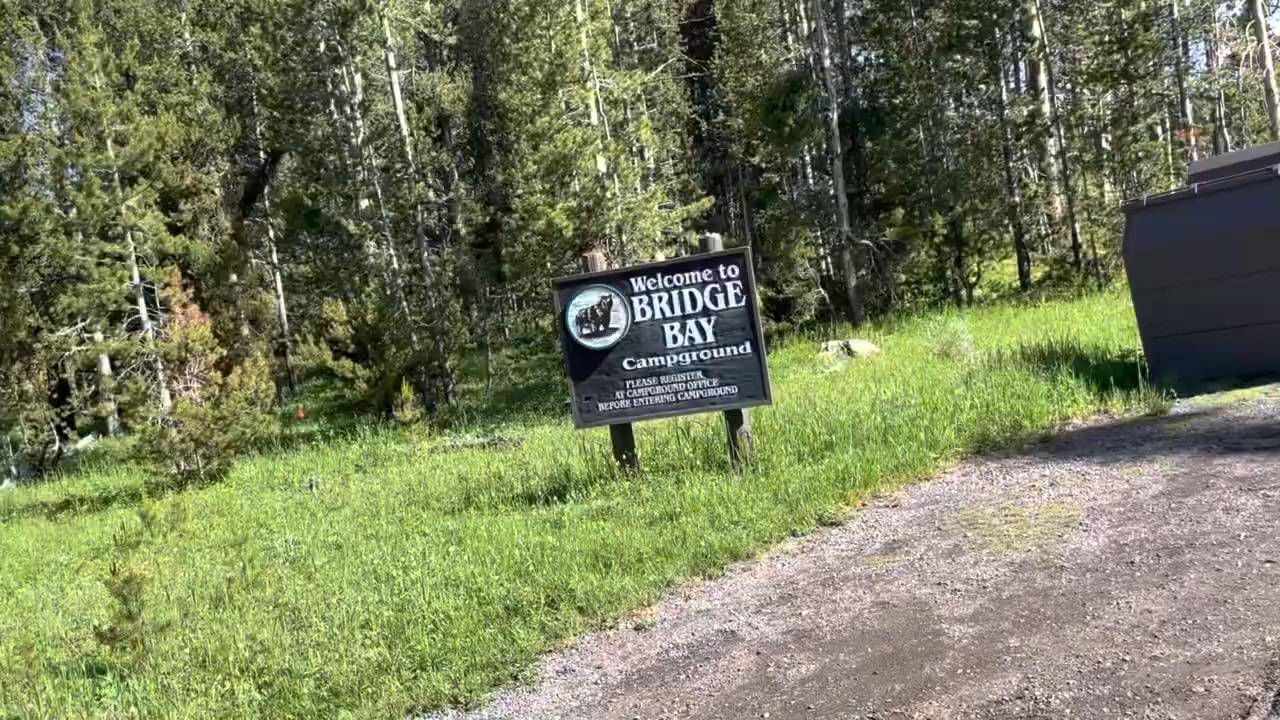 Welcome to
BRIDGE
BAY
Campground
PLEASE REGISTER
AT CAMPGROUND OFFICE
BEFORE ENTERING CAMPGROUND